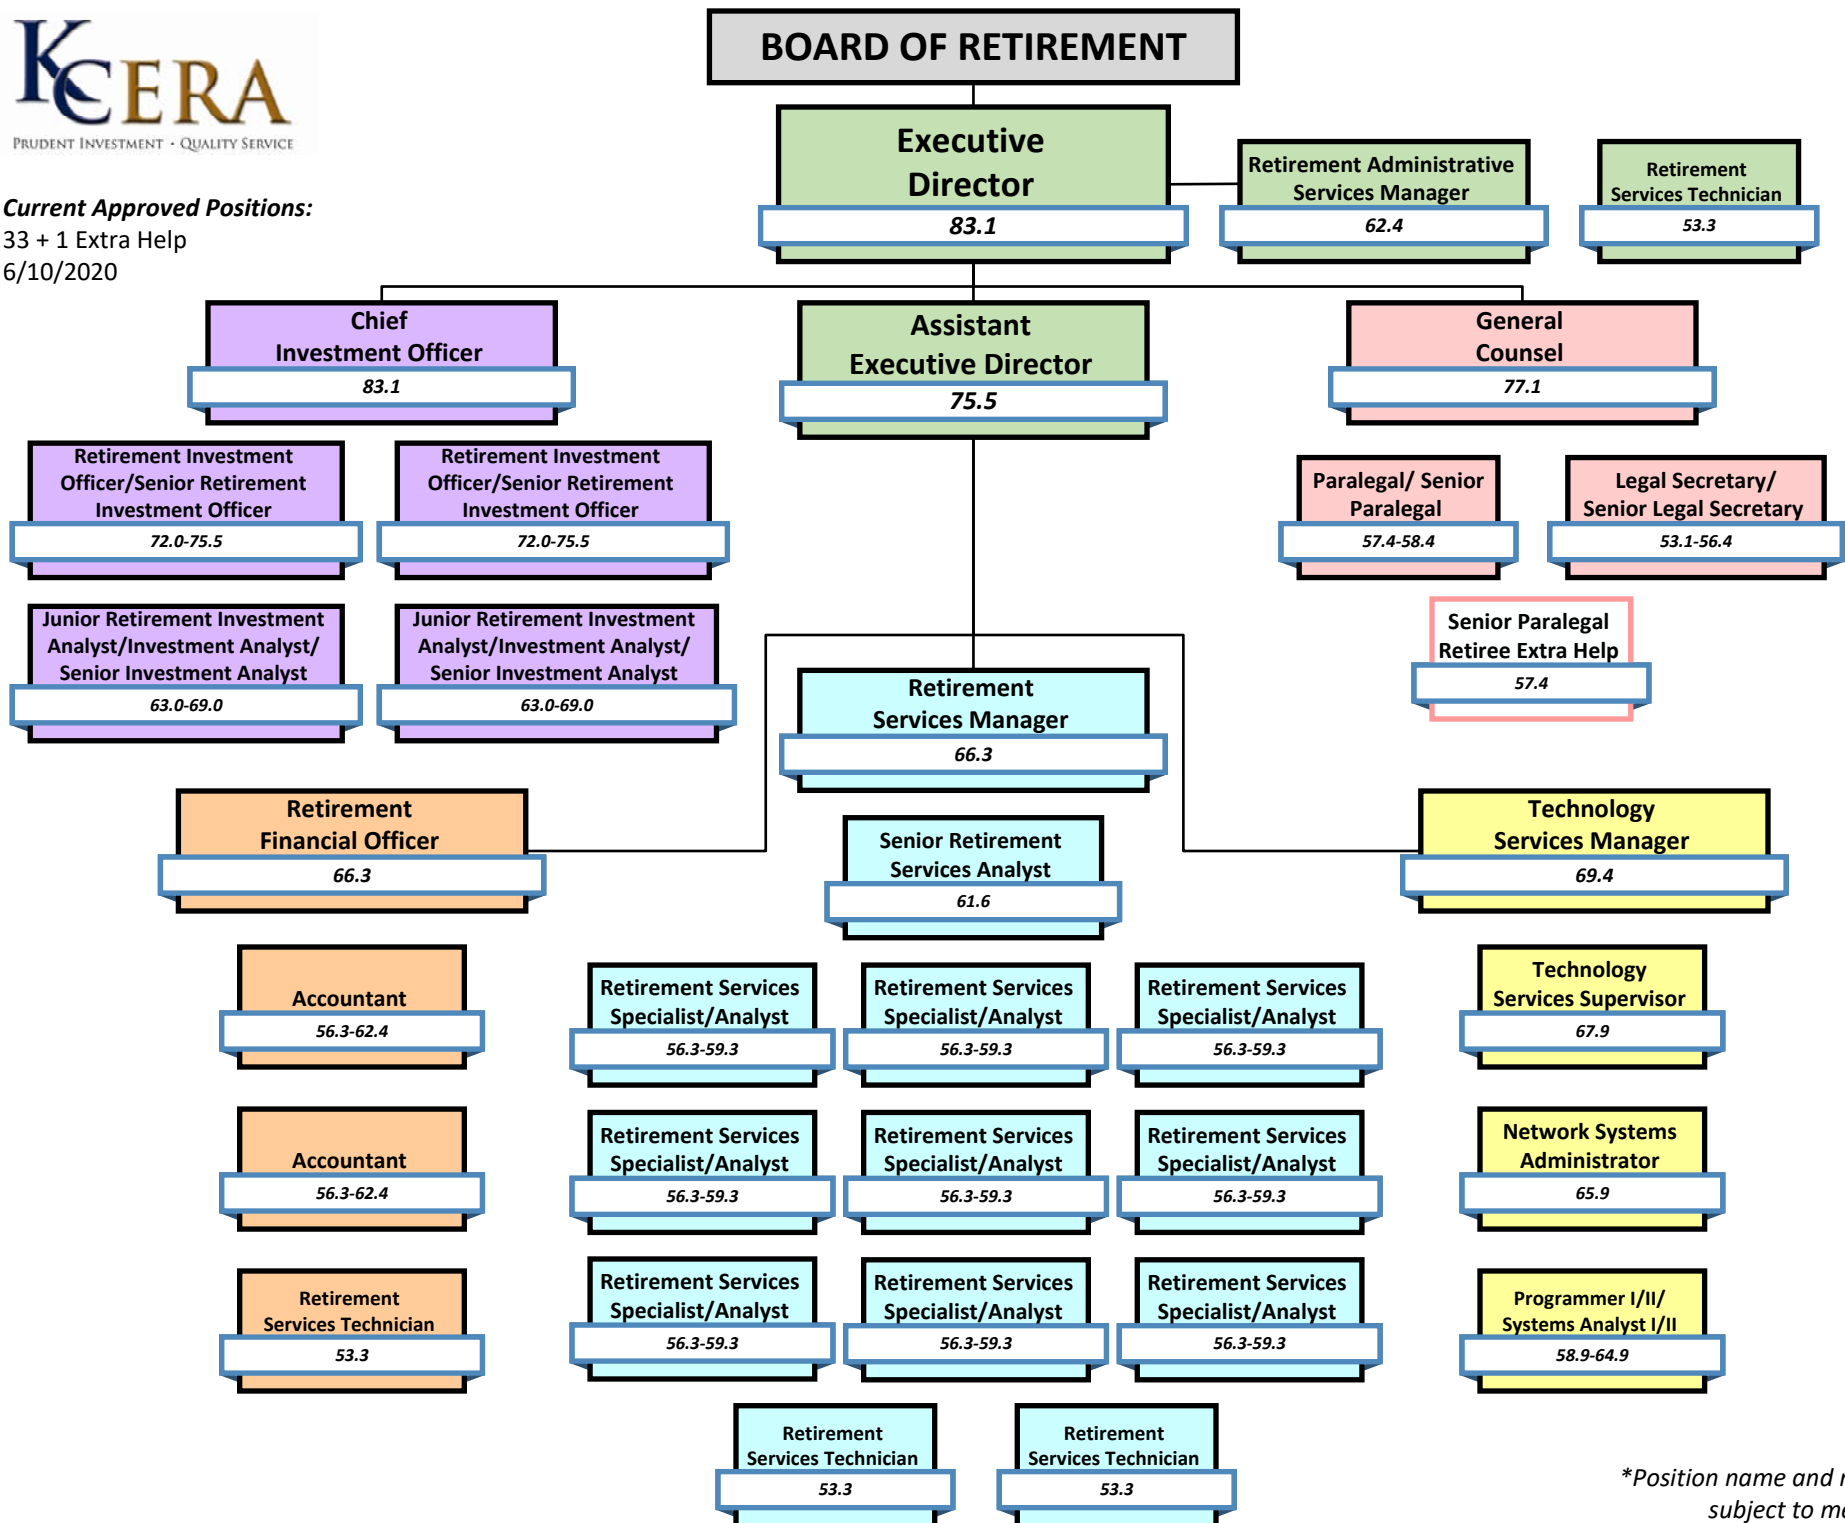 KCERA
PRUDENT INVESTMENT · QUALITY SERVICE
Current Approved Positions:
33 + 1 Extra Help
6/10/2020
BOARD OF RETIREMENT
Executive
Director
83.1
Retirement Administrative
Services Manager
62.4
Retirement
Services Technician
53.3
Chief
Investment Officer
83.1
Assistant
Executive Director
75.5
General
Counsel
77.1
Retirement Investment
Officer/Senior Retirement
Investment Officer
72.0-75.5
Retirement Investment
Officer/Senior Retirement
Investment Officer
72.0-75.5
Paralegal/ Senior
Paralegal
57.4-58.4
Legal Secretary/
Senior Legal Secretary
53.1-56.4
Junior Retirement Investment
Analyst/Investment Analyst/
Senior Investment Analyst
63.0-69.0
Junior Retirement Investment
Analyst/Investment Analyst/
Senior Investment Analyst
63.0-69.0
Senior Paralegal
Retiree Extra Help
57.4
Retirement
Services Manager
66.3
Retirement
Financial Officer
66.3
Senior Retirement
Services Analyst
61.6
Technology
Services Manager
69.4
Accountant
56.3-62.4
Retirement Services
Specialist/Analyst
56.3-59.3
Retirement Services
Specialist/Analyst
56.3-59.3
Retirement Services
Specialist/Analyst
56.3-59.3
Technology
Services Supervisor
67.9
Accountant
56.3-62.4
Retirement Services
Specialist/Analyst
56.3-59.3
Retirement Services
Specialist/Analyst
56.3-59.3
Retirement Services
Specialist/Analyst
56.3-59.3
Network Systems
Administrator
65.9
Retirement
Services Technician
53.3
Retirement Services
Specialist/Analyst
56.3-59.3
Retirement Services
Specialist/Analyst
56.3-59.3
Retirement Services
Specialist/Analyst
56.3-59.3
Programmer I/II/
Systems Analyst I/II
58.9-64.9
Retirement
Services Technician
53.3
Retirement
Services Technician
53.3
*Position name and
subject to